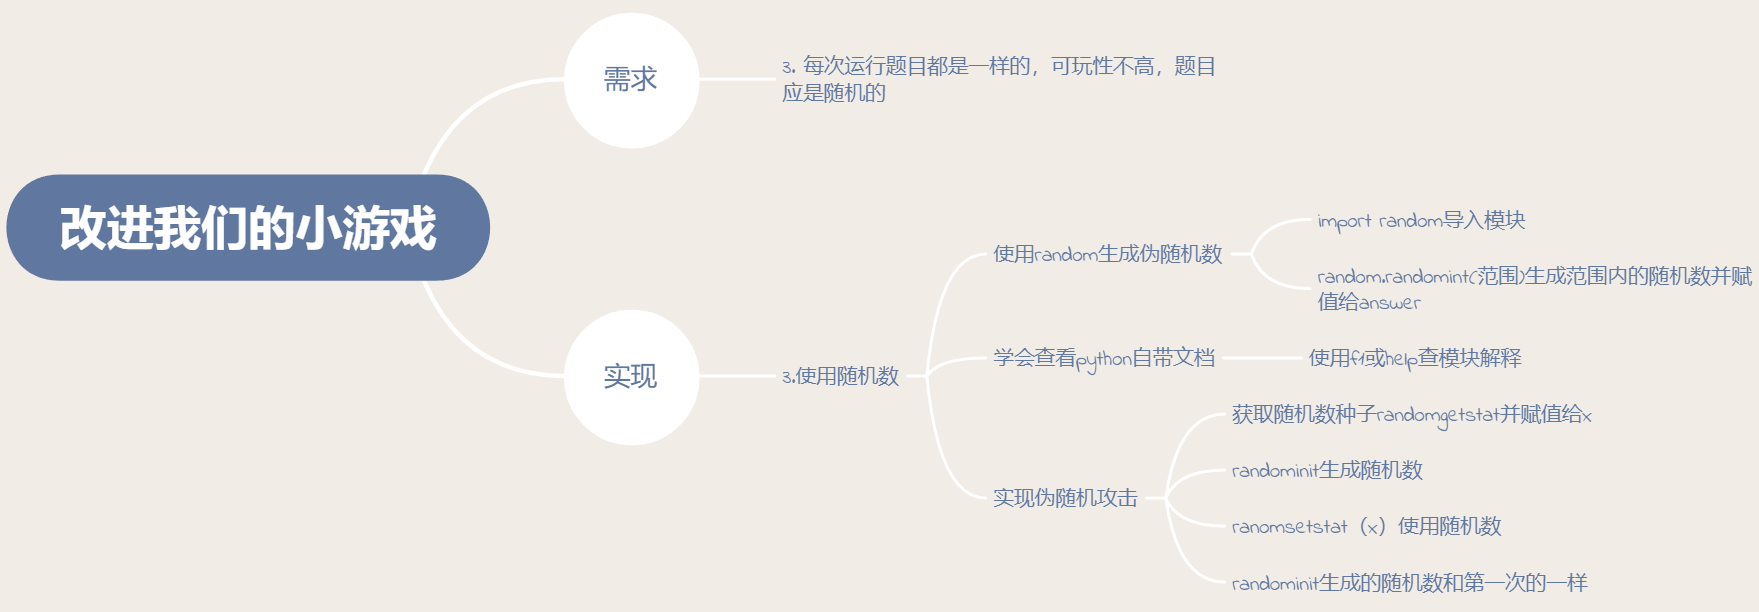 改进我们的小游戏
需求
3. 每次运行题目都是一样的，可玩性不高，题目
应是随机的
实现
3.使用随机数
使用random生成伪随机数
import random导入模块
random.randomint(范围)生成范围内的随机数并赋
值给answer
学会查看python自带文档
使用f1或help查模块解释
实现伪随机攻击
获取随机数种子randomgetstat并赋值给x
randominit生成随机数
ranomsetstat（x）使用随机数
randominit生成的随机数和第一次的一样